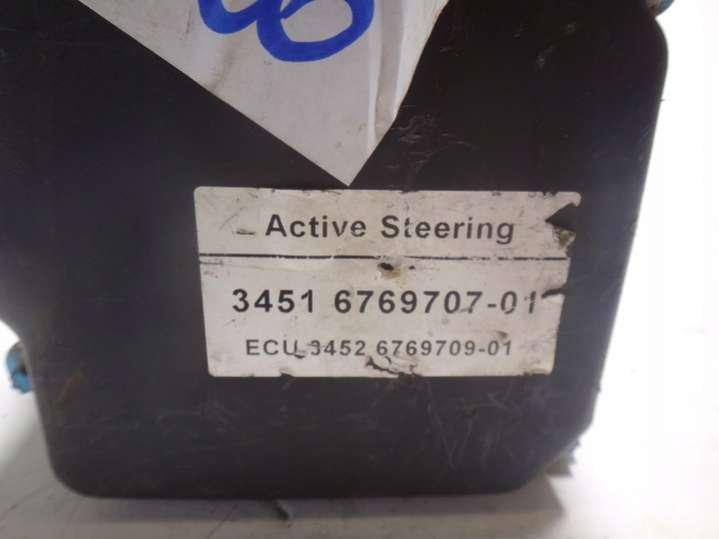 Active Steering
3451 6769707-01
ECU 3452 6769709-01